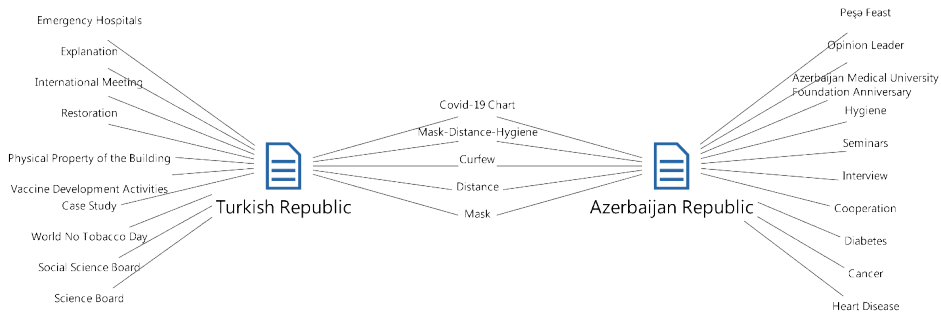 Emergency Hospitals
Explanation
International Meeting
Restoration
Physical Property of the Building
Vaccine Development Activities
Case Study
World No Tobacco Day
Social Science Board
Science Board
Turkish Republic
Covid-19 Chart
Mask-Distance-Hygiene
Curfew
Distance
Mask
Azerbaijan Republic
Peşə Feast
Opinion Leader
Azerbaijan Medical University
Foundation Anniversary
Hygiene
Seminars
Interview
Cooperation
Diabetes
Cancer
Heart Disease